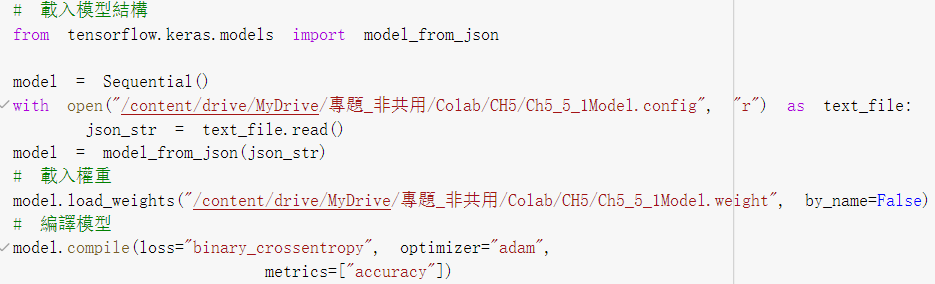 # 載入模型結構
from tensorflow.keras.models import model_from_json
model = Sequential()
with open("/content/drive/MyDrive/專題_非共用/Colab/CH5/Ch5_5_1Model.config", "r") as text_file:
json_str = text_file.read()
model = model_from_json(json_str)
# 載入權重
model.load_weights("/content/drive/MyDrive/專題_非共用/Colab/CH5/Ch5_5_1Model.weight", by_name=False)
# 編譯模型
model.compile(loss="binary_crossentropy", optimizer="adam",
metrics=["accuracy"])